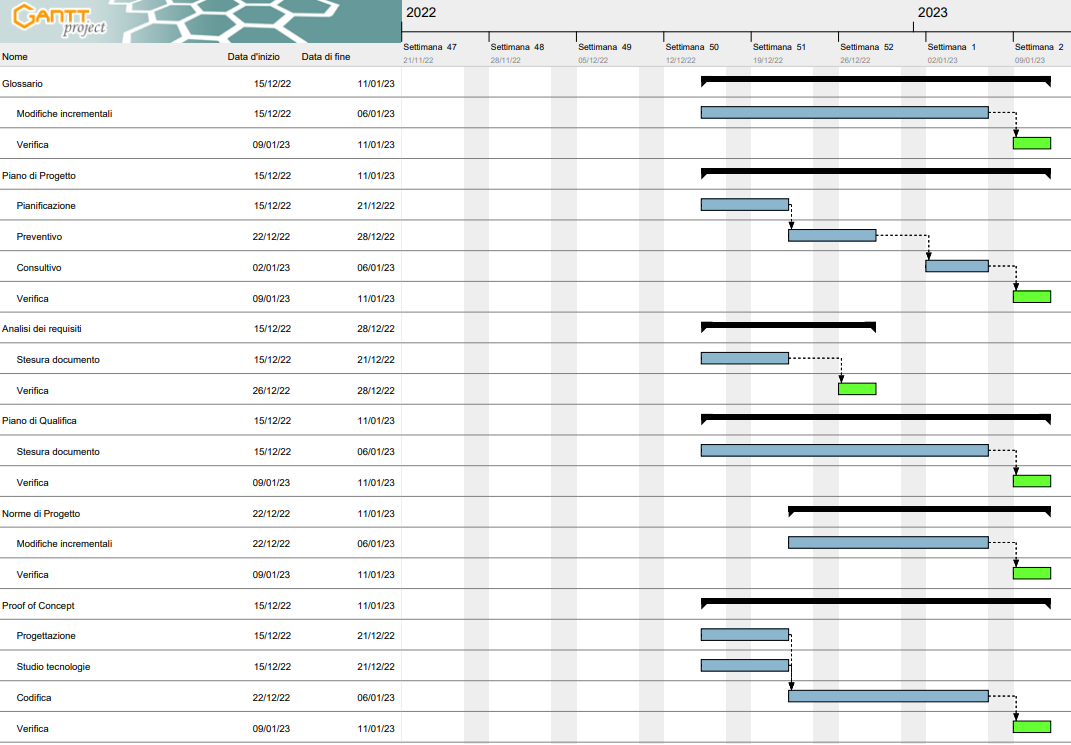 GANTT project
2022 2023
Settimana 47 Settimana 48 Settimana 49 Settimana 50 Settimana 51 Settimana 52 Settimana 1 Settimana 2
Nome Data d'inizio Data di fine 21/11/22 28/11/22 05/12/22 12/12/22 19/12/22 26/12/22 02/01/23 09/01/23
Glossario 15/12/22 11/01/23
Modifiche incrementali 15/12/22 06/01/23
Verifica 09/01/23 11/01/23
Piano di Progetto 15/12/22 11/01/23
Pianificazione 15/12/22 21/12/22
Preventivo 22/12/22 28/12/22
Consultivo 02/01/23 06/01/23
Verifica 09/01/23 11/01/23
Analisi dei requisiti 15/12/22 28/12/22
Stesura documento 15/12/22 21/12/22
Verifica 26/12/22 28/12/22
Piano di Qualifica 15/12/22 11/01/23
Stesura documento 15/12/22 06/01/23
Verifica 09/01/23 11/01/23
Norme di Progetto 22/12/22 11/01/23
Modifiche incrementali 22/12/22 06/01/23
Verifica 09/01/23 11/01/23
Proof of Concept 15/12/22 11/01/23
Progettazione 15/12/22 21/12/22
Studio tecnologie 15/12/22 21/12/22
Codifica 22/12/22 06/01/23
Verifica 09/01/23 11/01/23